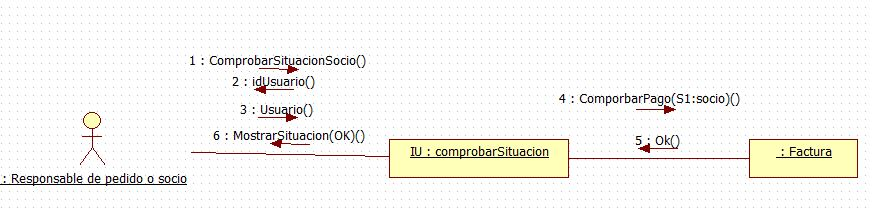 1 : ComprobarSituacionSocio()
2 : idUsuario()
3 : Usuario()
6 : MostrarSituacion(OK)()
4 : ComporbarPago(S1:socio)()
5 : Ok()
IU : comprobarSituacion
: Factura
: Responsable de pedido o socio